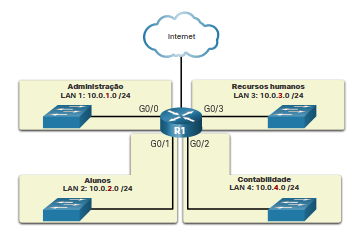 Internet
Administração
LAN 1: 10.0.1.0 /24
Recursos humanos
LAN 3: 10.0.3.0 /24
G0/0
G0/3
R1
G0/1
G0/2
Alunos
LAN 2: 10.0.2.0 /24
Contabilidade
LAN 4: 10.0.4.0 /24